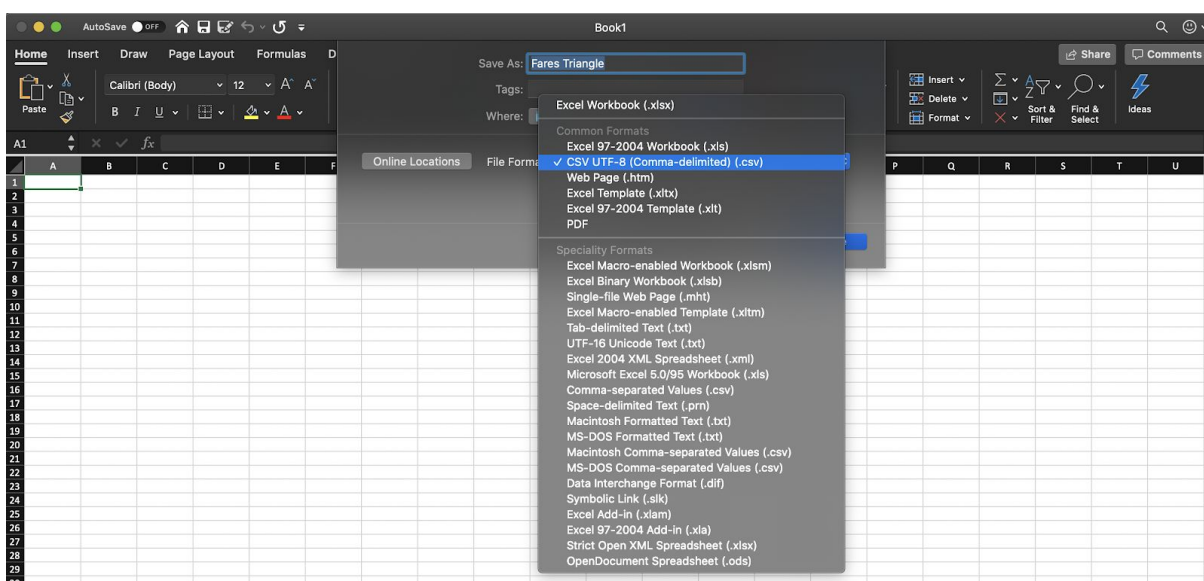 AutoSave OFF Book1
Home Insert Draw Page Layout Formulas D Share Comments
Save As: Fares Triangle
Tags:
Where:
Paste Calibri (Body) 12 A A
B I U A
Insert
Delete
Format
Sort & Filter
Find & Select
Ideas
A1 fx
Online Locations File Forma
Excel Workbook (.xlsx)
Common Formats
Excel 97-2004 Workbook (.xls)
✓ CSV UTF-8 (Comma-delimited) (.csv)
Web Page (.htm)
Excel Template (.xltx)
Excel 97-2004 Template (.xlt)
PDF
Speciality Formats
Excel Macro-enabled Workbook (.xlsm)
Excel Binary Workbook (.xlsb)
Single-file Web Page (.mht)
Excel Macro-enabled Template (.xltm)
Tab-delimited Text (.txt)
UTF-16 Unicode Text (.txt)
Excel 2004 XML Spreadsheet (.xml)
Microsoft Excel 5.0/95 Workbook (.xls)
Comma-separated Values (.csv)
Space-delimited Text (.prn)
Macintosh Formatted Text (.txt)
MS-DOS Formatted Text (.txt)
Macintosh Comma-separated Values (.csv)
MS-DOS Comma-separated Values (.csv)
Data Interchange Format (.dif)
Symbolic Link (.slk)
Excel Add-in (.xlam)
Excel 97-2004 Add-in (.xla)
Strict Open XML Spreadsheet (.xlsx)
OpenDocument Spreadsheet (.ods)
A B C D E F P Q R S T U
1
2
3
4
5
6
7
8
9
10
11
12
13
14
15
16
17
18
19
20
21
22
23
24
25
26
27
28
29